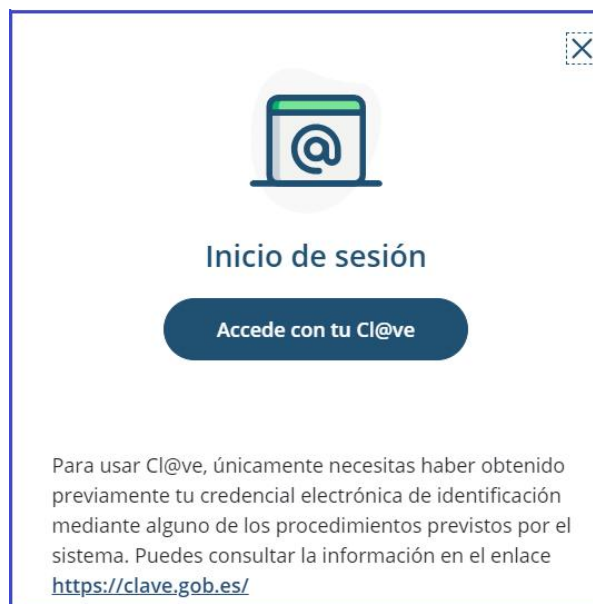 @
Inicio de sesión
Accede con tu Cl@ve
Para usar Cl@ve, únicamente necesitas haber obtenido
previamente tu credencial electrónica de identificación
mediante alguno de los procedimientos previstos por el
sistema. Puedes consultar la información en el enlace
https://clave.gob.es/